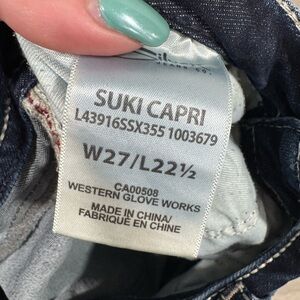 SUKI CAPRI
L43916SSX355 1003679
W27/L22½
CA00508
WESTERN GLOVE WORKS
MADE IN CHINA/
FABRIQUÉ EN CHINE